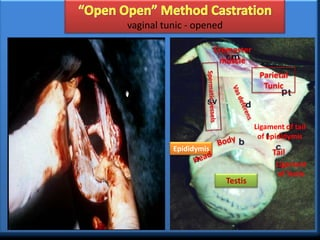 “Open Open” Method Castration
vaginal tunic - opened
Cremaster
muscle
cm
Parietal
Tunic
pt
Spermatic vessels
sv
Vas deferens
d
Ligament of tail
of Epididymis
l
Epididymis
Body
b
c
Tail
Head
Testis